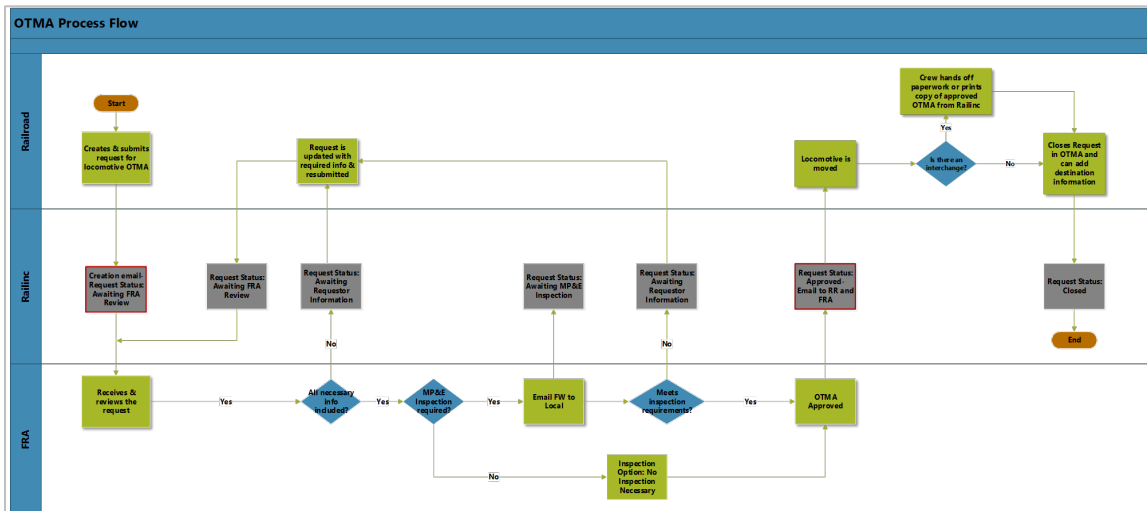 OTMA Process Flow
Railroad
Start
Creates & submits
request for
locomotive OTMA
Request is
updated with
required info &
resubmitted
Locomotive is
moved
Is there an
interchange?
Yes
No
Crew hands off
paperwork or prints
copy of approved
OTMA from Railinc
Closes Request
in OTMA and
can add
destination
information
Railinc
Creation email-
Request Status:
Awaiting FRA
Review
Request Status:
Awaiting FRA
Review
Request Status:
Awaiting
Requestor
Information
Request Status:
Awaiting MP&E
Inspection
Request Status:
Awaiting
Requestor
Information
Request Status:
Approved-
Email to RR and
FRA
Request Status:
Closed
End
No
No
FRA
Receives &
reviews the
request
Yes
All necessary
info
included?
Yes
MP&E
Inspection
required?
Yes
Email FW to
Local
Meets
inspection
requirements?
Yes
OTMA
Approved
No
Inspection
Option: No
Inspection
Necessary